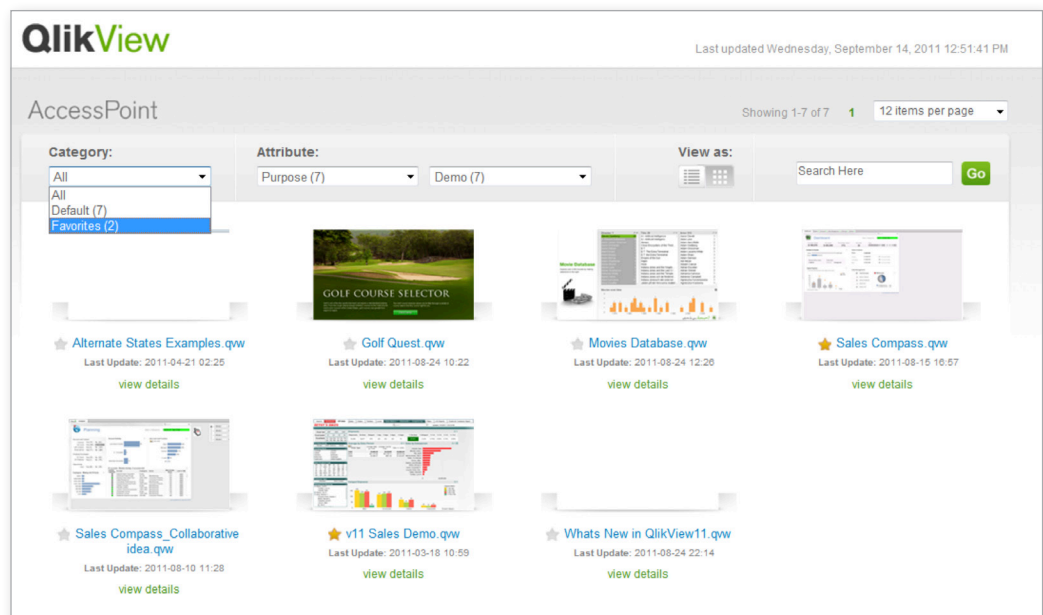 QlikView
Last updated Wednesday, September 14, 2011 12:51:41 PM
AccessPoint
Showing 1-7 of 7 1 12 items per page
Category: Attribute: View as:
All Purpose (7) Demo (7) Search Here Go
All
Default (7)
Favorites (2)
GOLF COURSE SELECTOR
Movie Database
Alternate States Examples.qvw Golf Quest.qvw Movies Database.qvw Sales Compass.qvw
Last Update: 2011-04-21 02:25 Last Update: 2011-08-24 10:22 Last Update: 2011-08-24 12:26 Last Update: 2011-08-15 16:57
view details view details view details view details
Planning
Sales Compass_Collaborative idea.qvw v11 Sales Demo.qvw Whats New in QlikView11.qvw
Last Update: 2011-08-10 11:28 Last Update: 2011-03-18 10:59 Last Update: 2011-08-24 22:14
view details view details view details